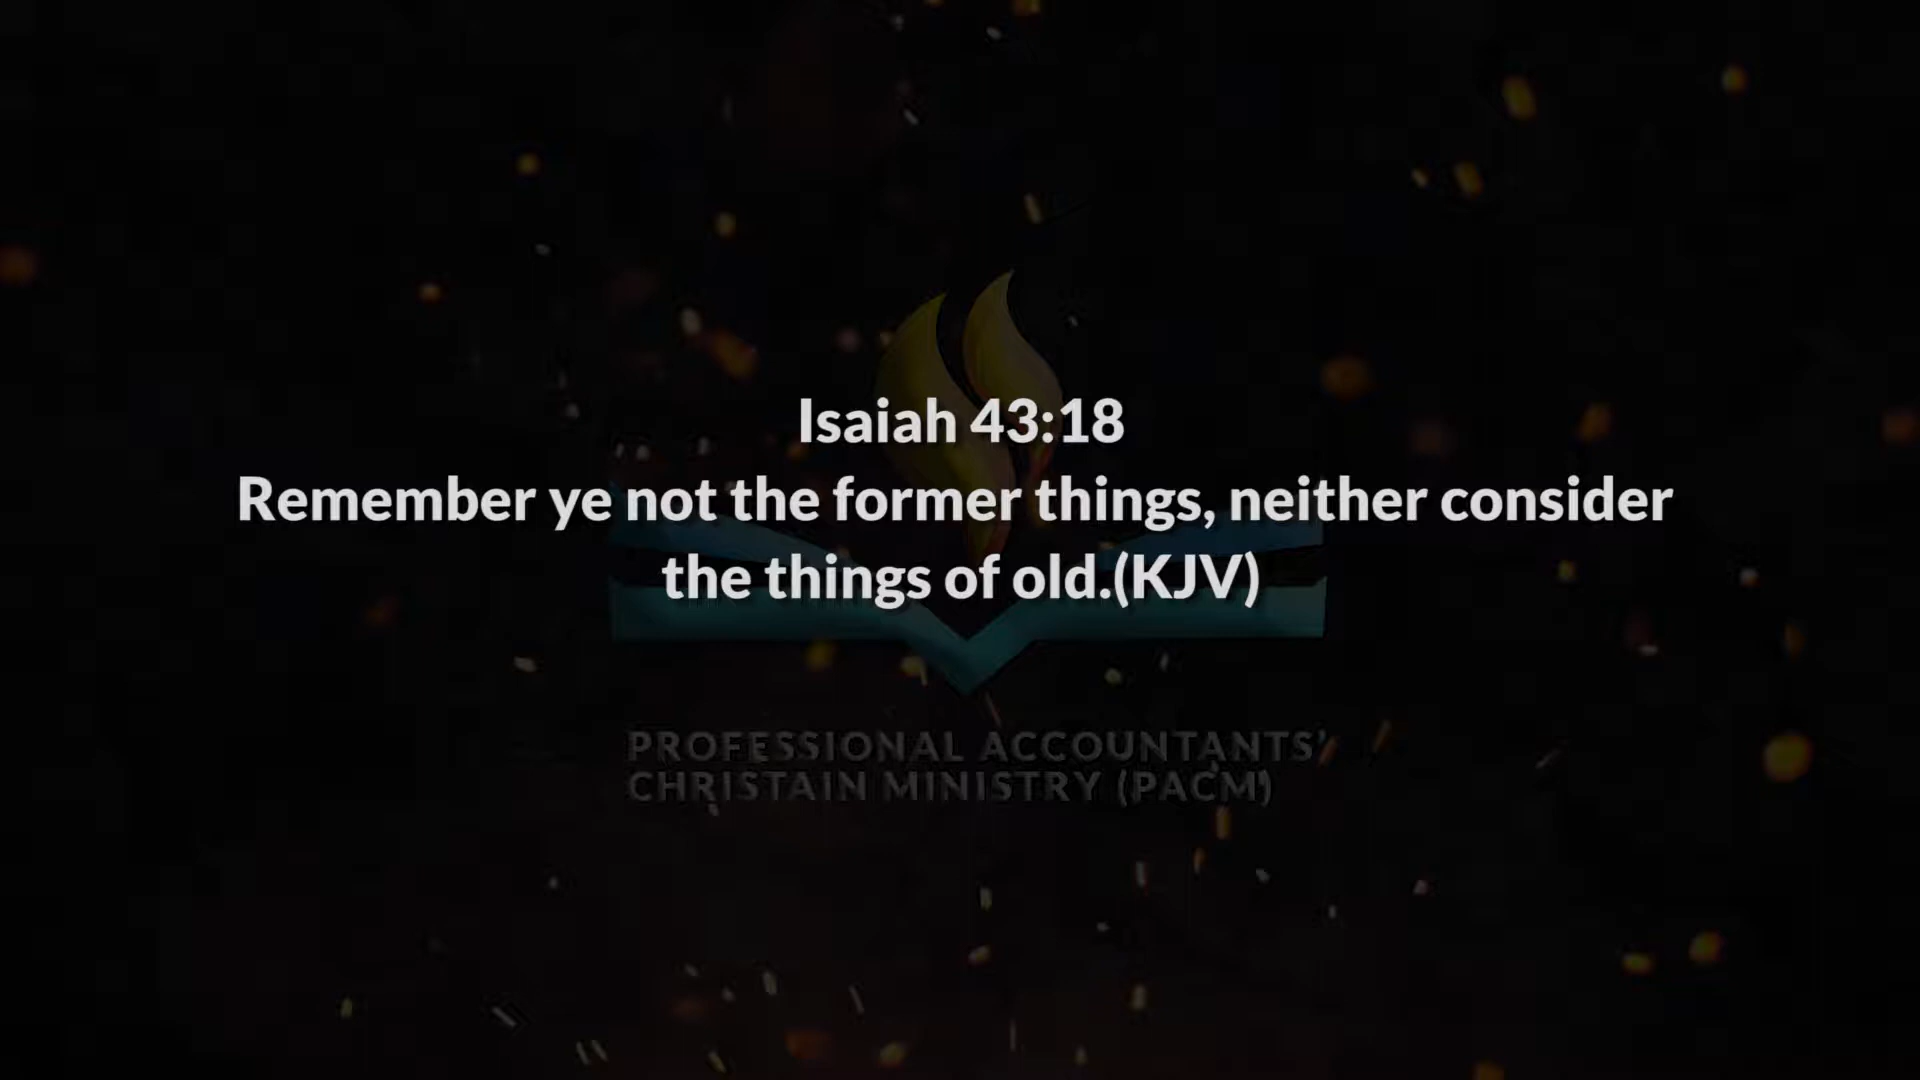 Isaiah 43:18
Remember ye not the former things, neither consider
the things of old.(KJV)
PROFESSIONAL ACCOUNTANTS'
CHRISTAIN MINISTRY (PACM)